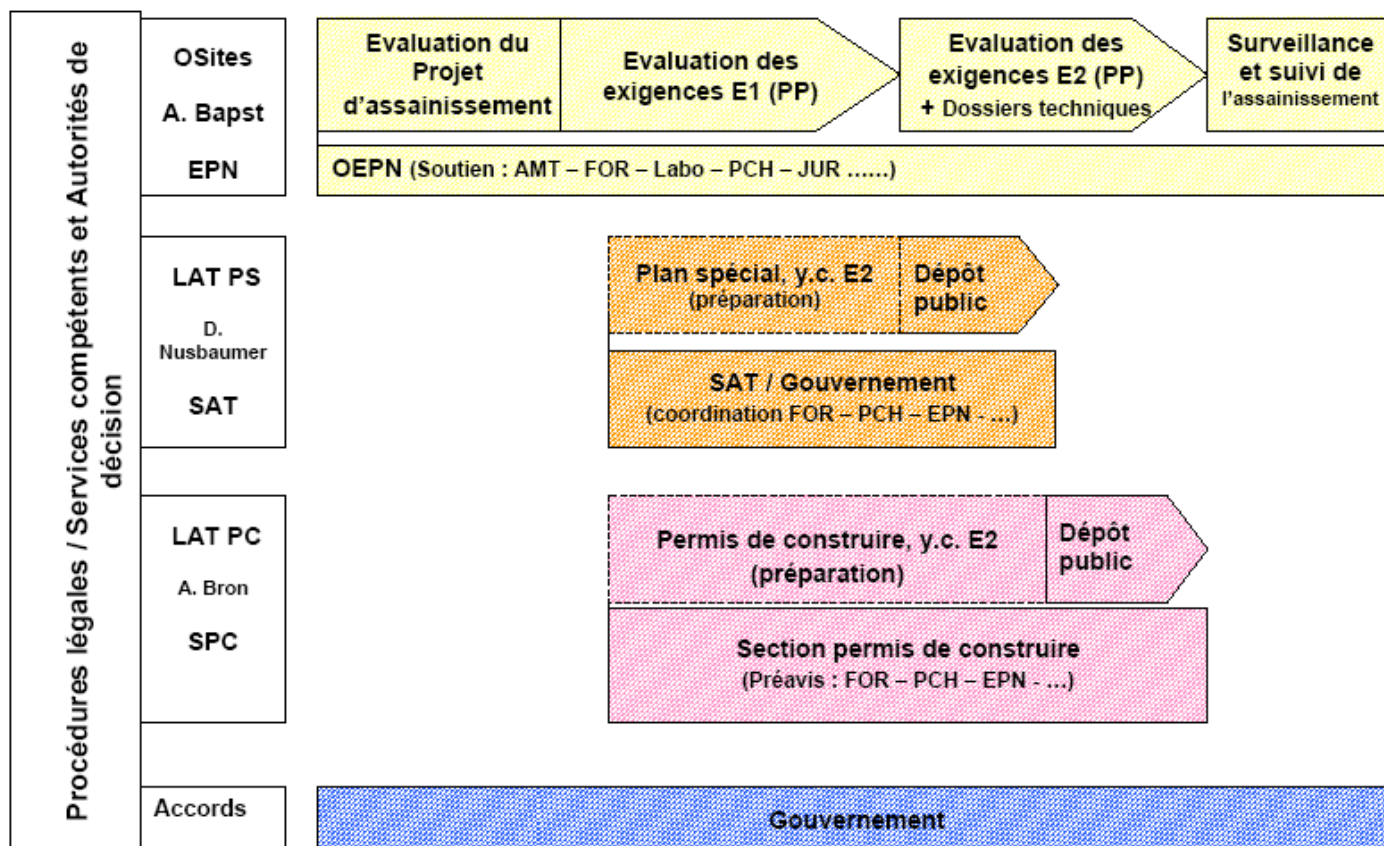 Procédures légales / Services compétents et Autorités de
décision
OSites
A. Bapst
EPN
Evaluation du
Projet
d'assainissement
Evaluation des
exigences E1 (PP)
Evaluation des
exigences E2 (PP)
+ Dossiers techniques
Surveillance
et suivi de
l'assainissement
OEPN (Soutien : AMT – FOR – Labo – PCH – JUR ......)
LAT PS
D.
Nusbaumer
SAT
Plan spécial, y.c. E2
(préparation)
Dépôt
public
SAT / Gouvernement
(coordination FOR – PCH – EPN - ...)
LAT PC
A. Bron
SPC
Permis de construire, y.c. E2
(préparation)
Dépôt
public
Section permis de construire
(Préavis : FOR – PCH – EPN - ...)
Accords
Gouvernement